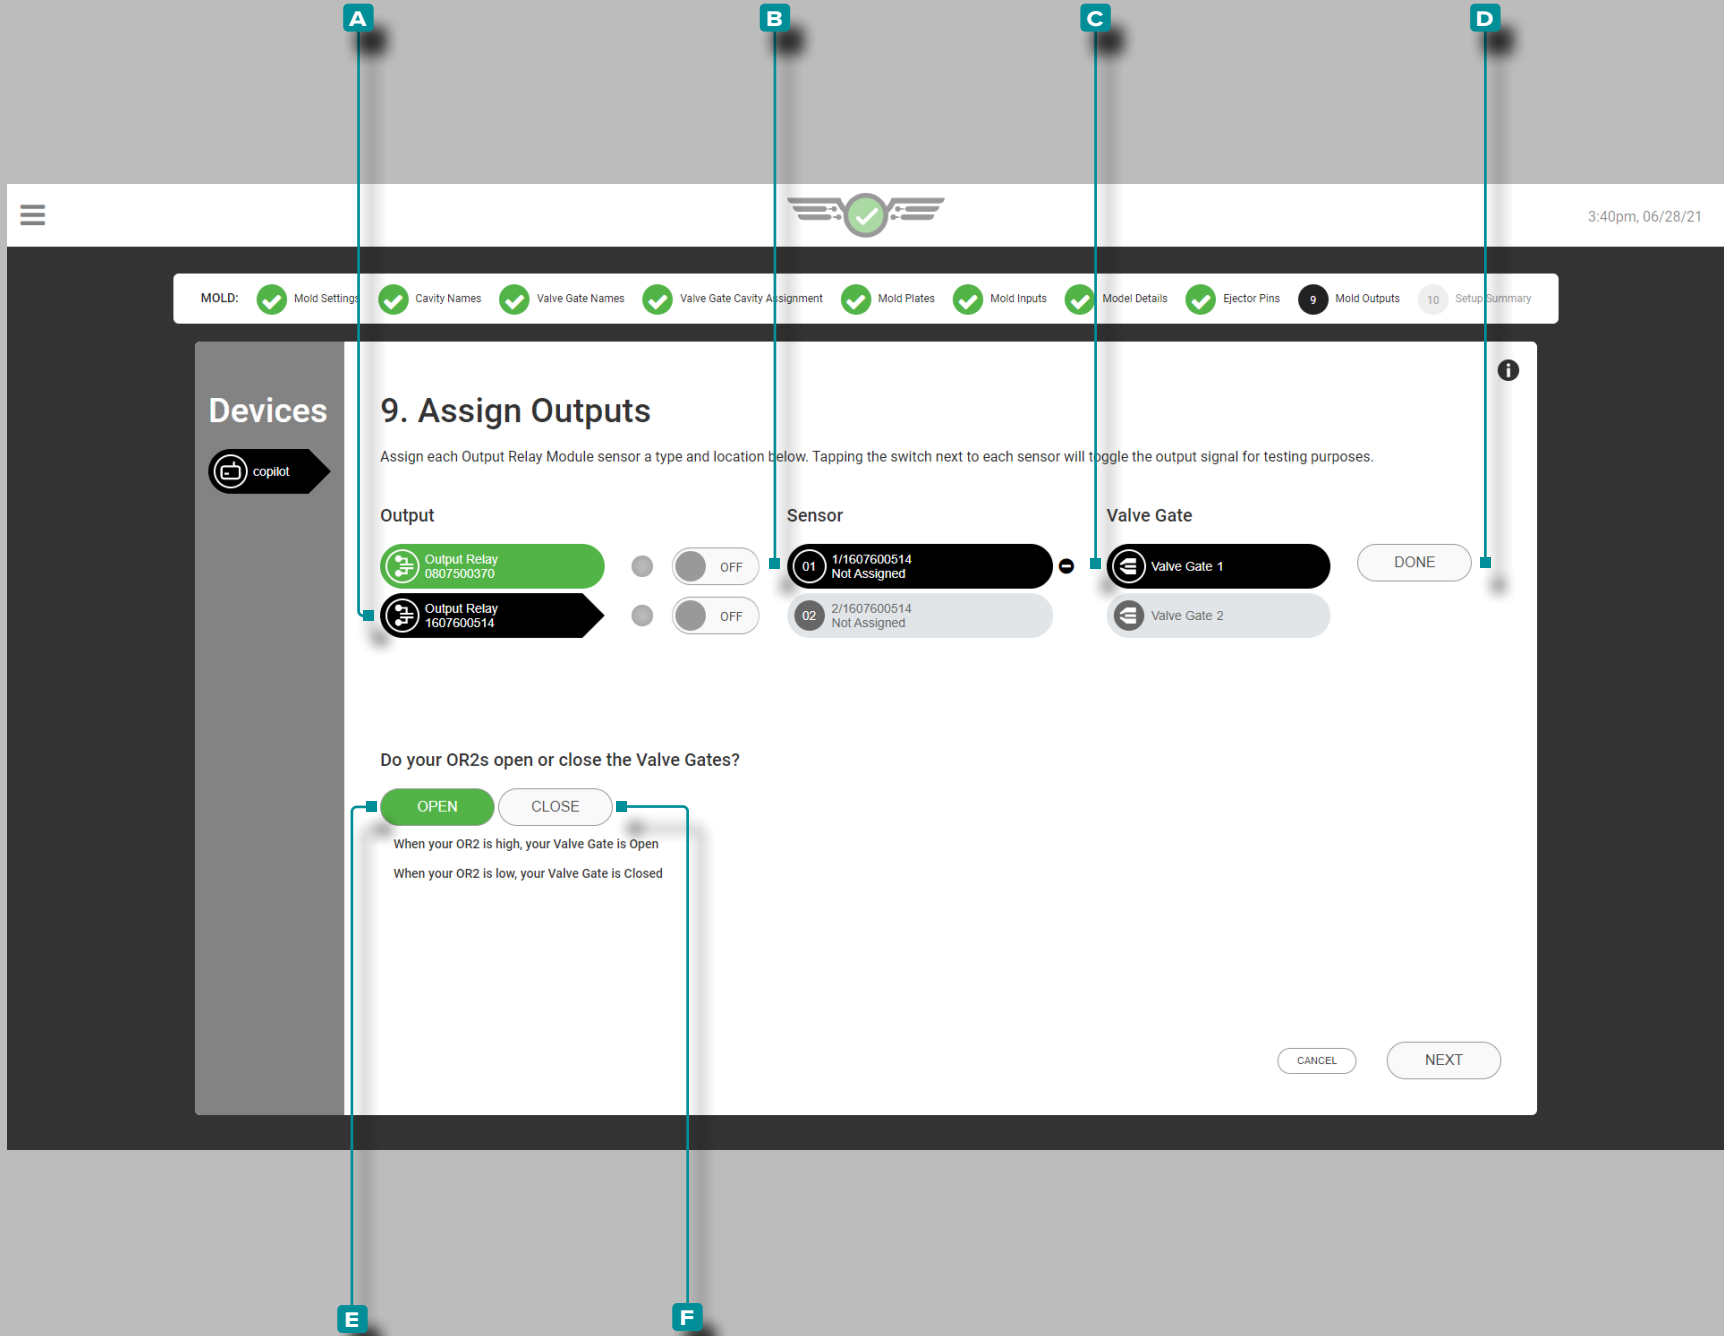 A
B
C
D
3:40pm, 06/28/21
MOLD: Mold Settings Cavity Names Valve Gate Names Valve Gate Cavity Assignment Mold Plates Mold Inputs Model Details Ejector Pins 9 Mold Outputs 10 Setup Summary
Devices
copilot
9. Assign Outputs
Assign each Output Relay Module sensor a type and location below. Tapping the switch next to each sensor will toggle the output signal for testing purposes.
Output
Sensor
Valve Gate
Output Relay
0807500370
OFF
01
1/1607600514
Not Assigned
Valve Gate 1
DONE
Output Relay
1607600514
OFF
02
2/1607600514
Not Assigned
Valve Gate 2
Do your OR2s open or close the Valve Gates?
OPEN
CLOSE
When your OR2 is high, your Valve Gate is Open
When your OR2 is low, your Valve Gate is Closed
CANCEL
NEXT
E
F